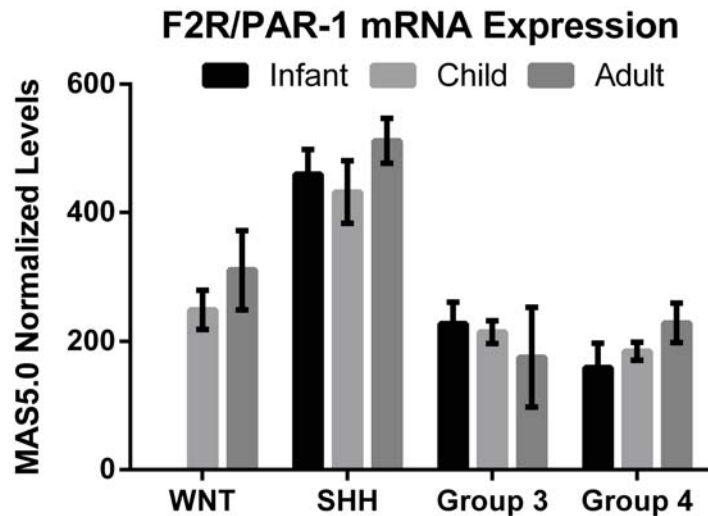 F2R/PAR-1 mRNA Expression
Infant Child Adult
MAS5.0 Normalized Levels
600
400
200
0
WNT SHH Group 3 Group 4